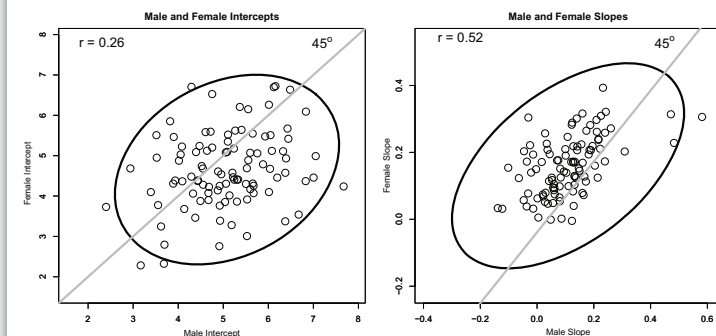 Male and Female Intercepts
r = 0.26
45°
8
7
6
5
4
3
2
Female Intercept
2 3 4 5 6 7 8
Male Intercept
Male and Female Slopes
r = 0.52
45°
0.4
0.2
0.0
−0.2
Female Slope
−0.4 −0.2 0.0 0.2 0.4 0.6
Male Slope